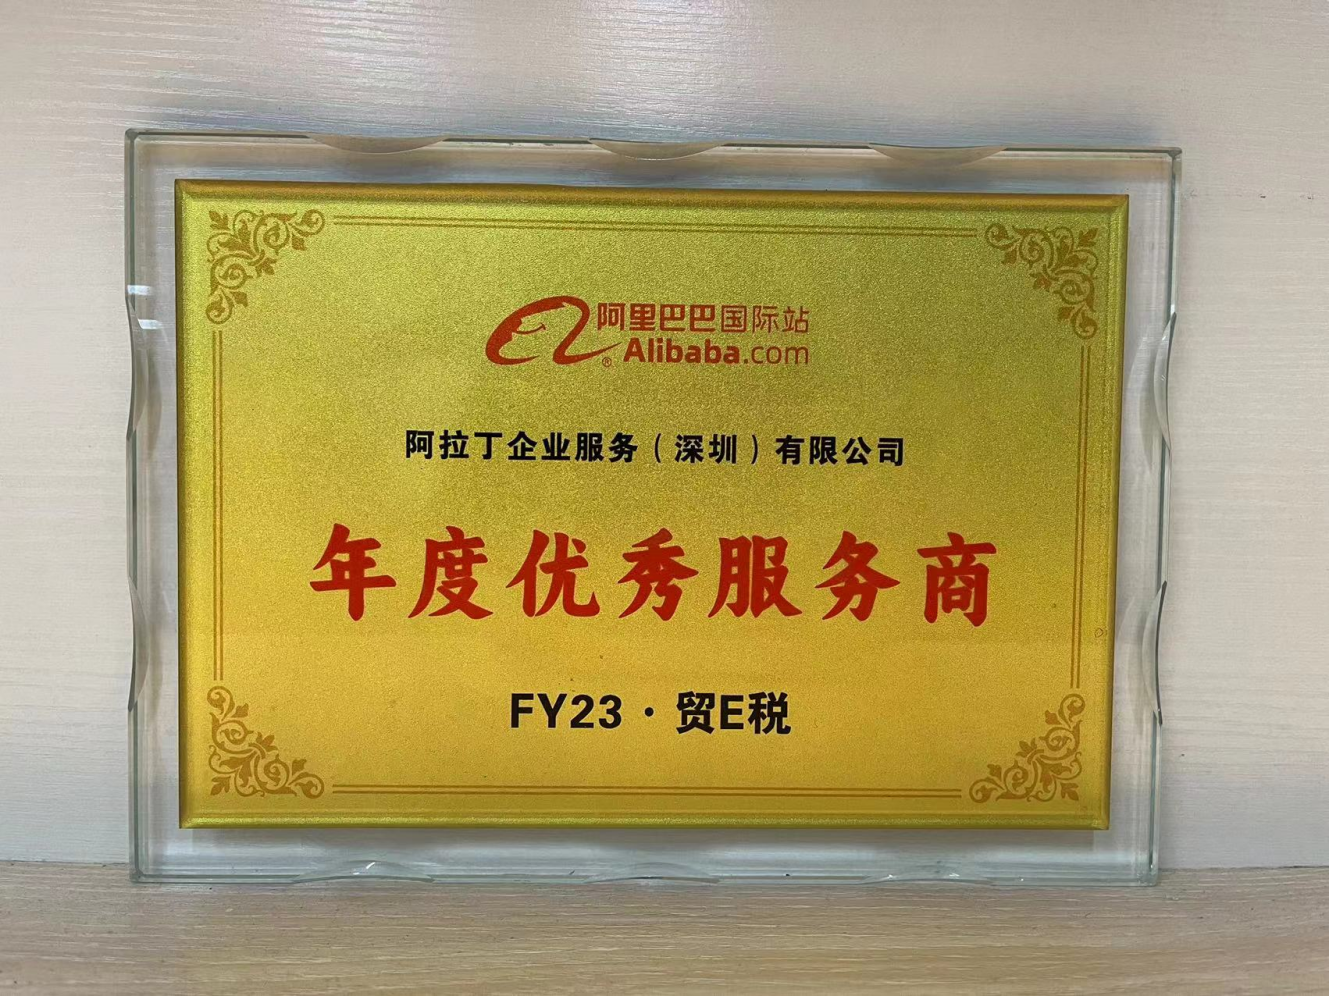 阿里巴巴国际站
® Alibaba.com
阿拉丁企业服务（深圳）有限公司
年度优秀服务商
FY23·贸E税